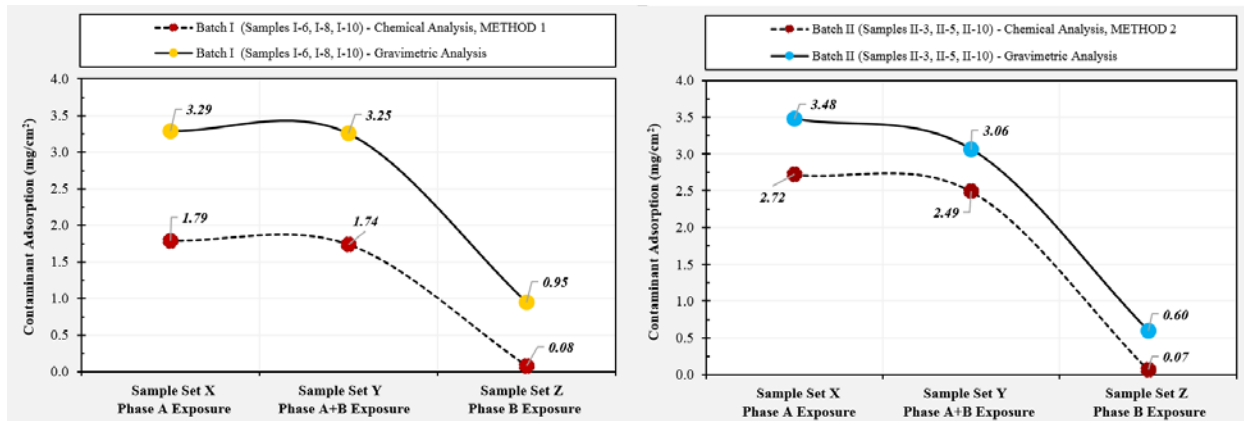 Batch I (Samples I-6, I-8, I-10) - Chemical Analysis, METHOD 1
Batch I (Samples I-6, I-8, I-10) - Gravimetric Analysis
Contaminant Adsorption (mg/cm²)
4.0
3.5
3.0
2.5
2.0
1.5
1.0
0.5
0.0
3.29
3.25
1.79
1.74
0.95
0.08
Sample Set X
Phase A Exposure
Sample Set Y
Phase A+B Exposure
Sample Set Z
Phase B Exposure
Batch II (Samples II-3, II-5, II-10) - Chemical Analysis, METHOD 2
Batch II (Samples II-3, II-5, II-10) - Gravimetric Analysis
Contaminant Adsorption (mg/cm²)
4.0
3.5
3.0
2.5
2.0
1.5
1.0
0.5
0.0
3.48
3.06
2.72
2.49
0.60
0.07
Sample Set X
Phase A Exposure
Sample Set Y
Phase A+B Exposure
Sample Set Z
Phase B Exposure